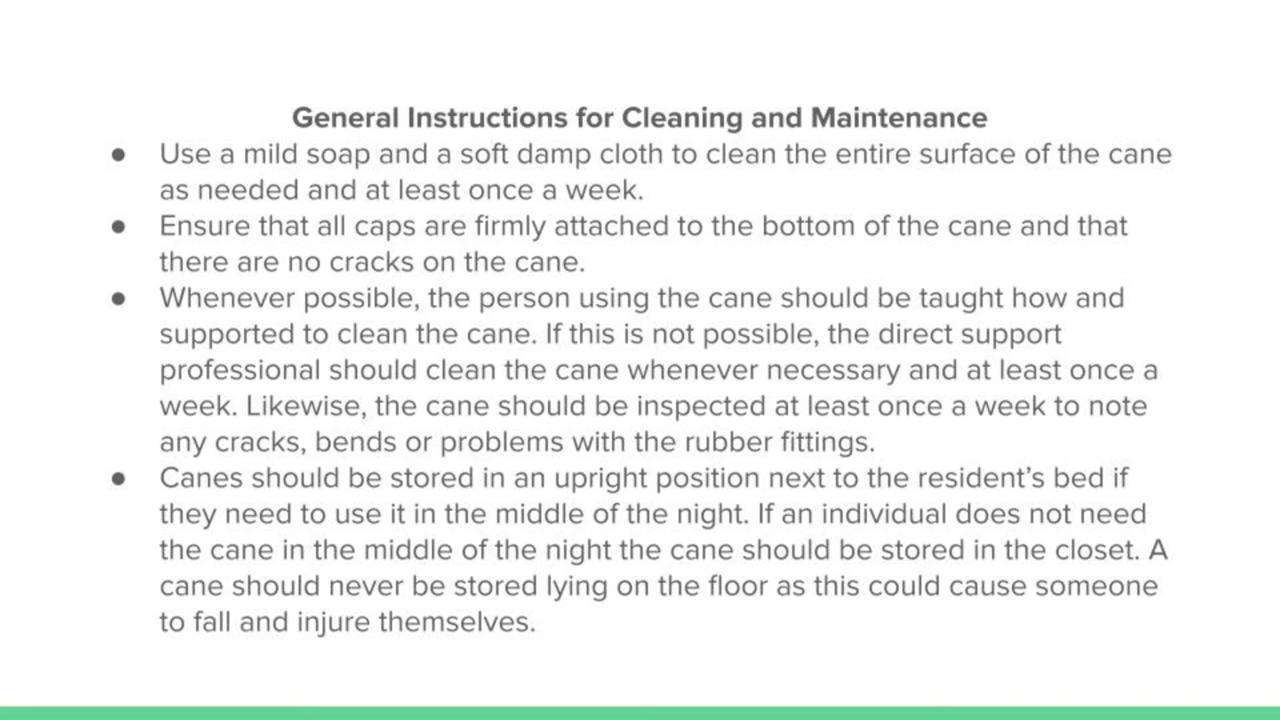 General Instructions for Cleaning and Maintenance
● Use a mild soap and a soft damp cloth to clean the entire surface of the cane
as needed and at least once a week.
● Ensure that all caps are firmly attached to the bottom of the cane and that
there are no cracks on the cane.
● Whenever possible, the person using the cane should be taught how and
supported to clean the cane. If this is not possible, the direct support
professional should clean the cane whenever necessary and at least once a
week. Likewise, the cane should be inspected at least once a week to note
any cracks, bends or problems with the rubber fittings.
● Canes should be stored in an upright position next to the resident’s bed if
they need to use it in the middle of the night. If an individual does not need
the cane in the middle of the night the cane should be stored in the closet. A
cane should never be stored lying on the floor as this could cause someone
to fall and injure themselves.